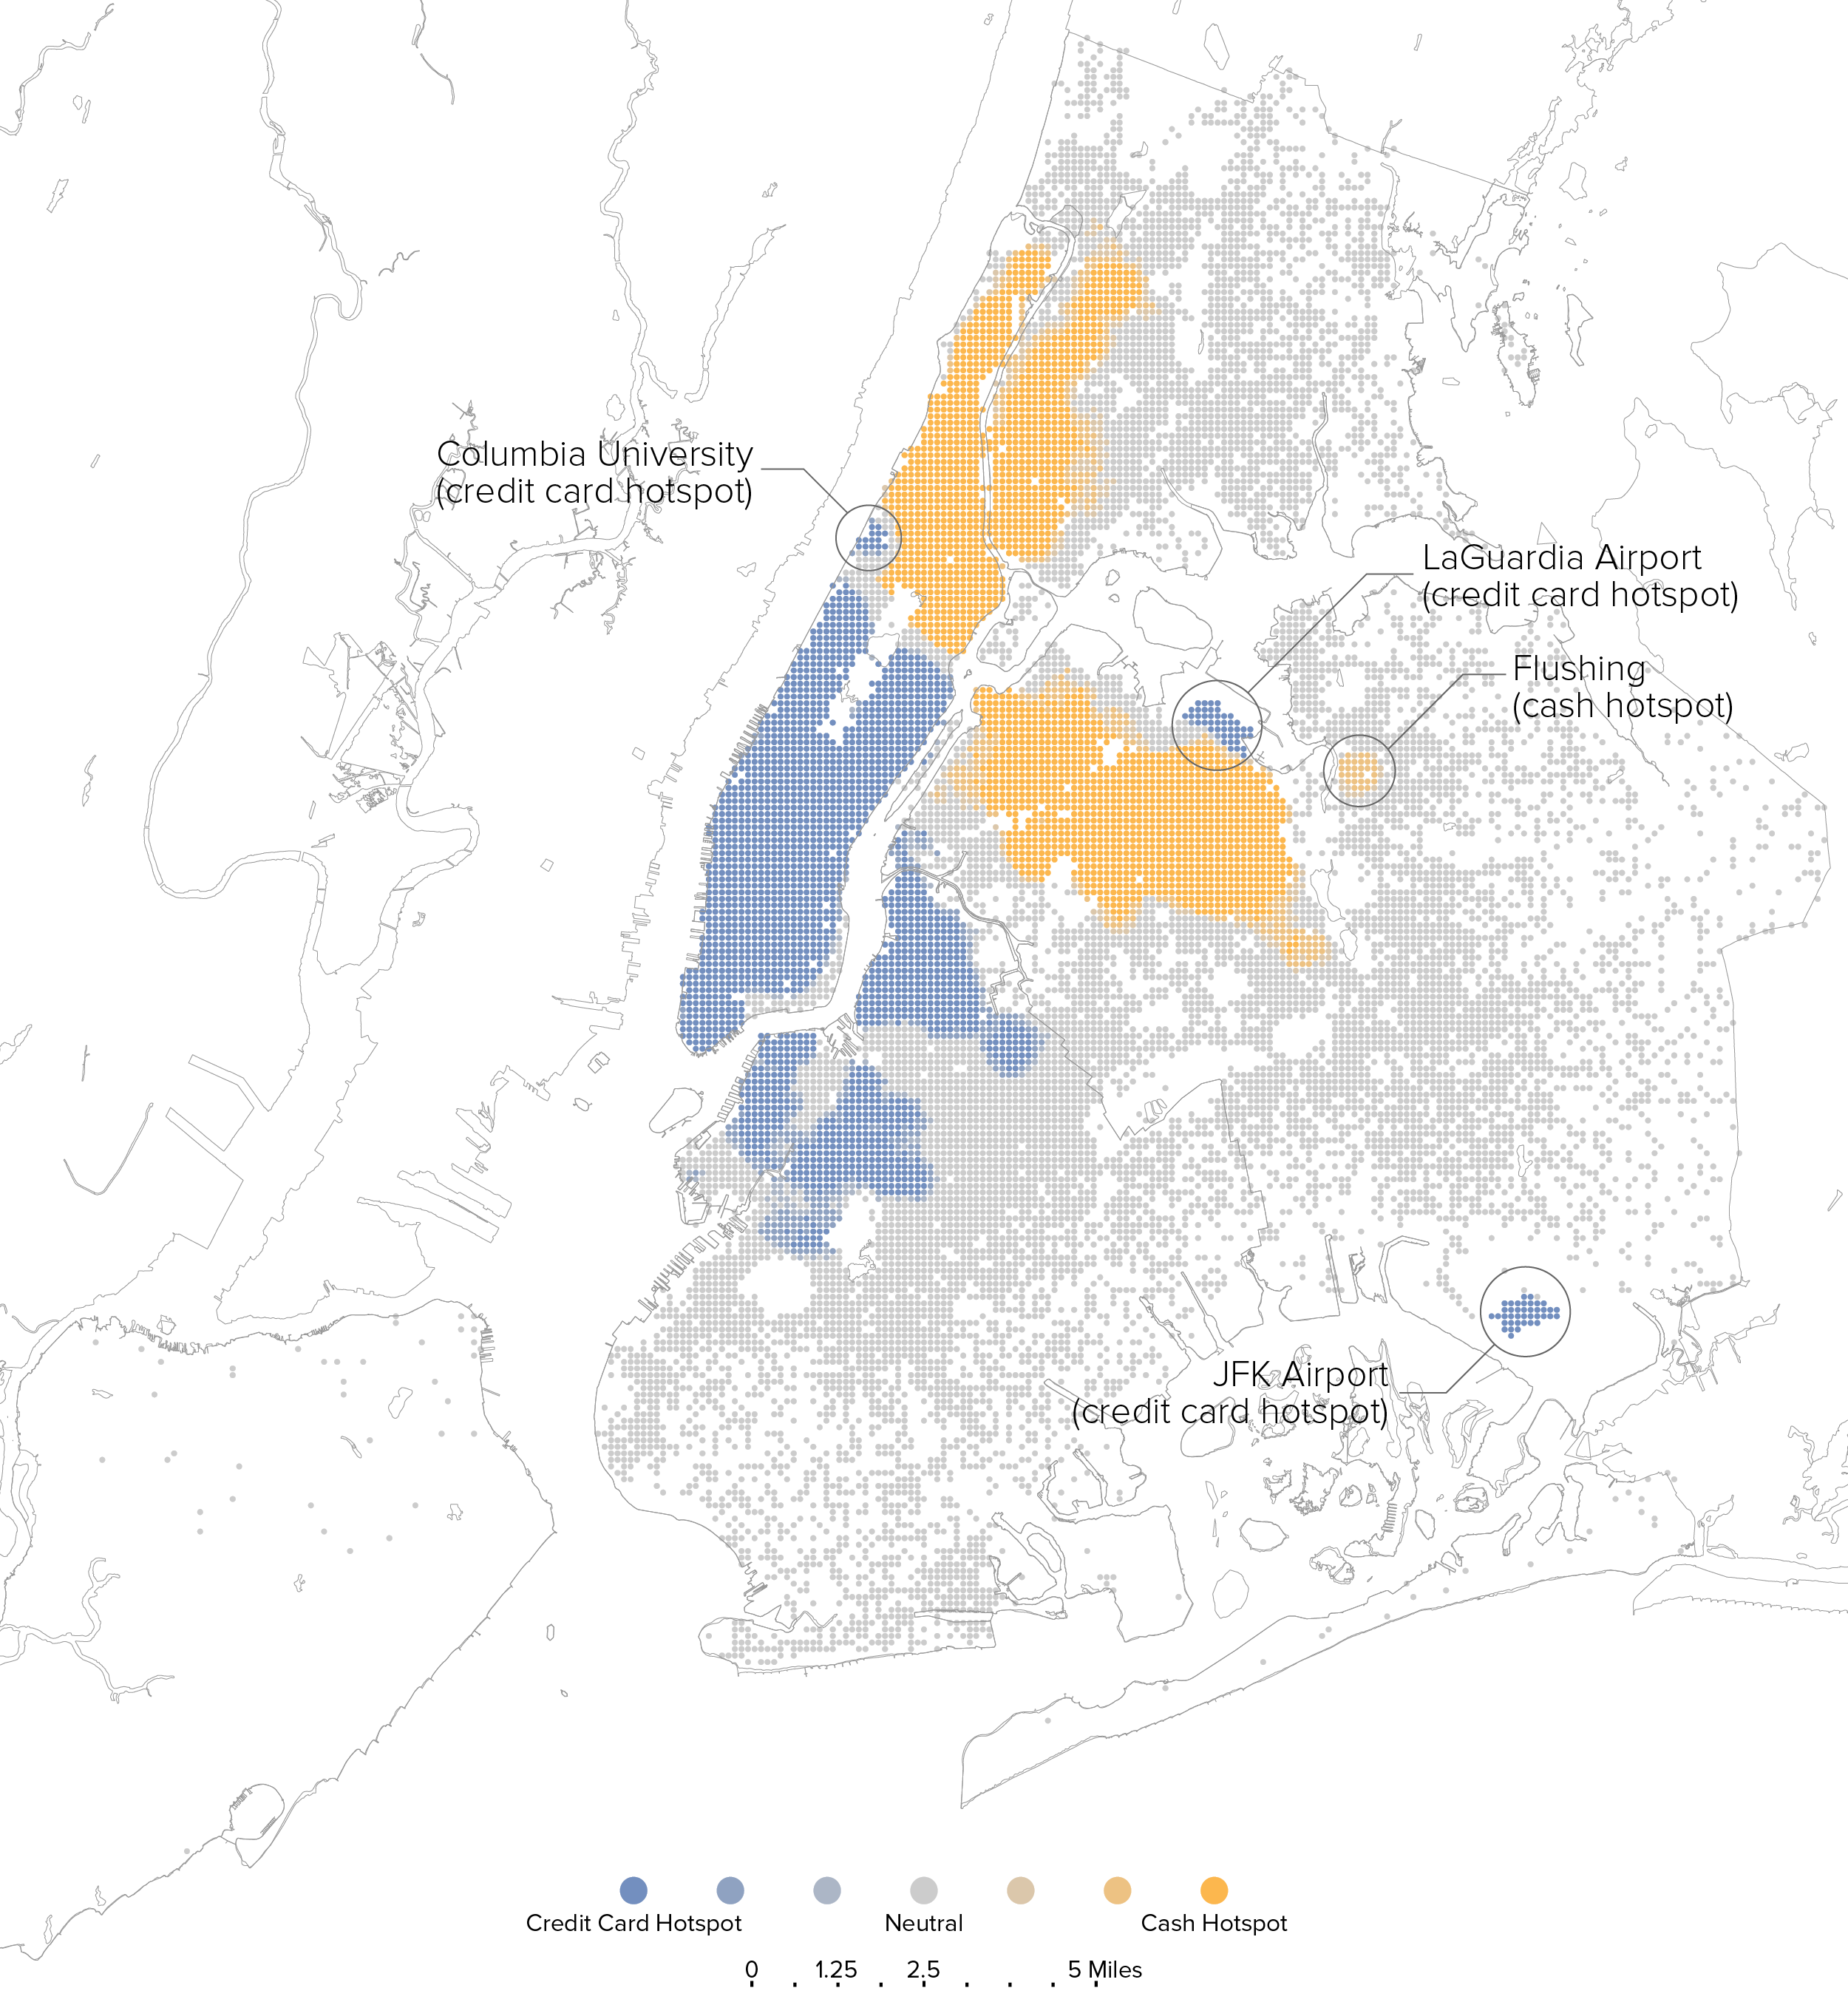 Columbia University
(credit card hotspot)
LaGuardia Airport
(credit card hotspot)
Flushing
(cash hotspot)
JFK Airport
(credit card hotspot)
Credit Card Hotspot
Neutral
Cash Hotspot
0 1.25 2.5 5 Miles